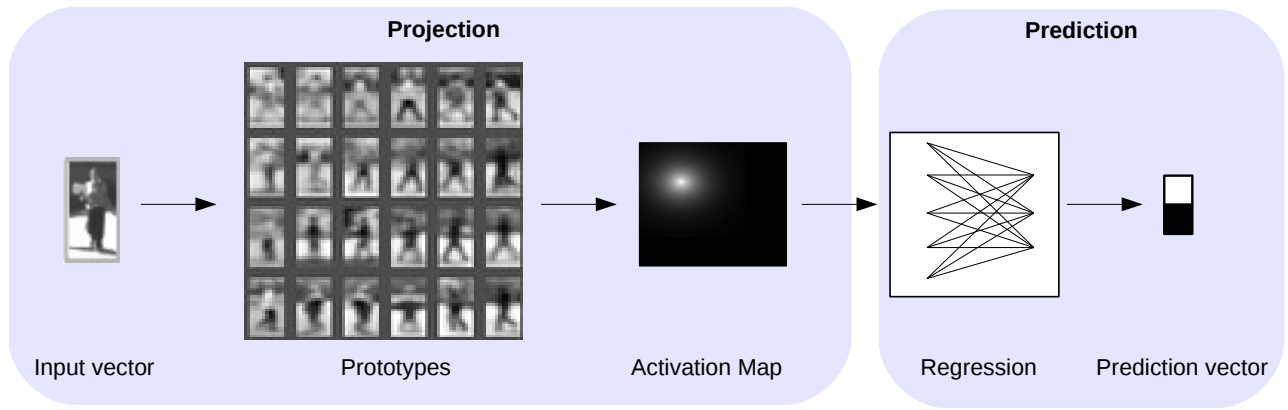 Projection
Prediction
Input vector
Prototypes
Activation Map
Regression
Prediction vector